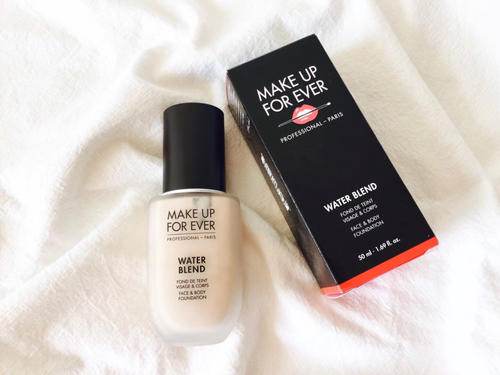 MAKE UP
FOR EVER
PROFESSIONAL – PARIS
WATER
BLEND
FOND DE TEINT
VISAGE & CORPS
FACE & BODY
FOUNDATION
MAKE UP
FOR EVER
PROFESSIONAL – PARIS
WATER BLEND
FOND DE TEINT
VISAGE & CORPS
FACE & BODY
FOUNDATION
50 ml - 1.69 fl. oz.